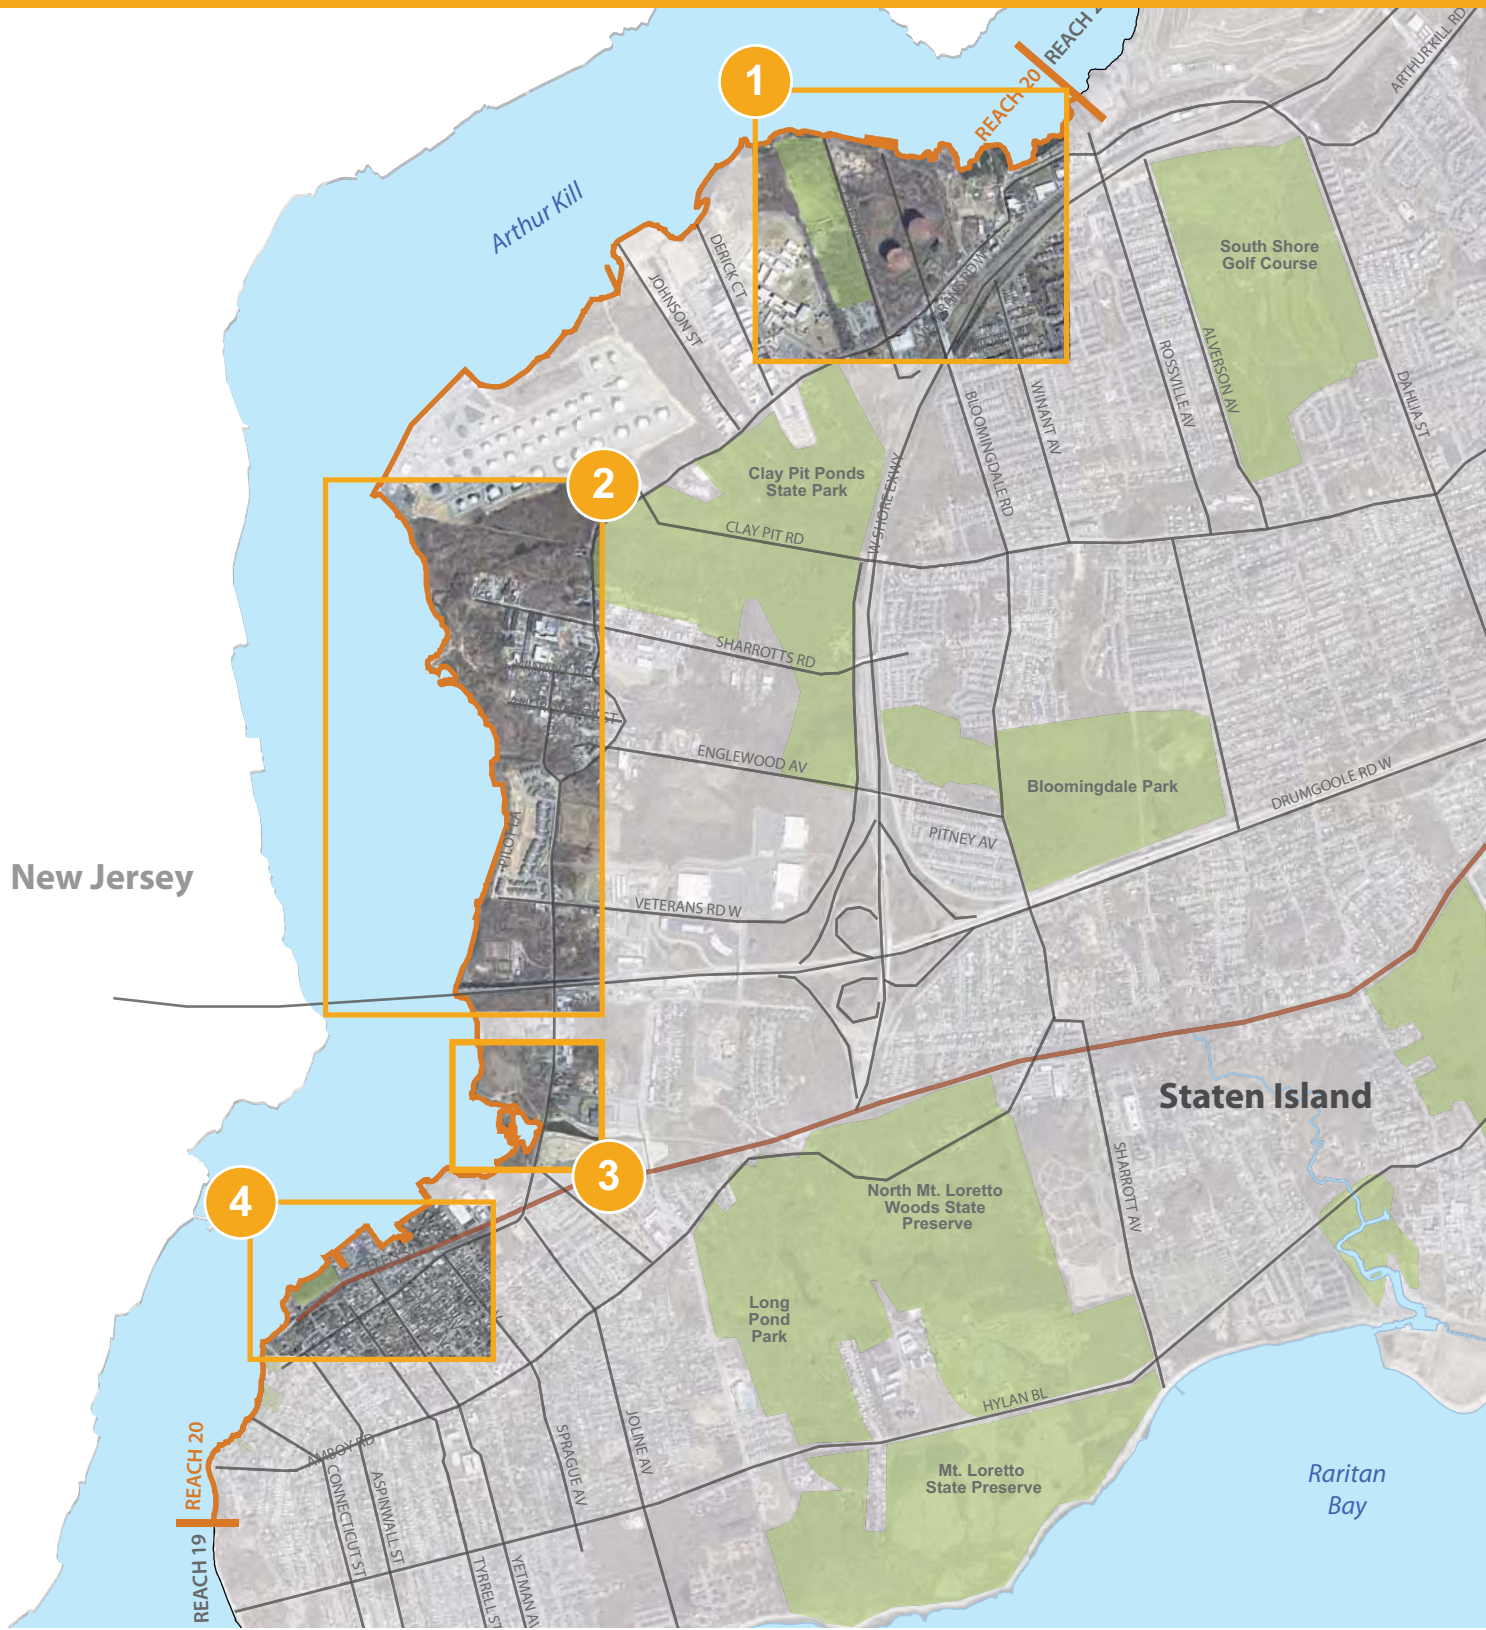 1
REACH 20
REACH
ARTHUR KILL RD
Arthur Kill
South Shore
Golf Course
DERICK CT
JOHNSON ST
ROSSVILLE AV
ALVERSON AV
DAHLIA ST
WINANT AV
BLOOMINGDALE RD
2
Clay Pit Ponds
State Park
W SHORE EXWY
CLAY PIT RD
SHARROTTS RD
ENGLEWOOD AV
Bloomingdale Park
DRUMGOOLE RD W
PITNEY AV
PILOT LA
New Jersey
VETERANS RD W
Staten Island
3
4
SHARROTT AV
North Mt. Loretto
Woods State
Preserve
Long
Pond
Park
HYLAN BL
JOLINE AV
SPRAGUE AV
AMBOY RD
CONNECTICUT ST
ASPINWALL ST
TYRRELL ST
YETMAN AV
Mt. Loretto
State Preserve
Raritan
Bay
REACH 20
REACH 19